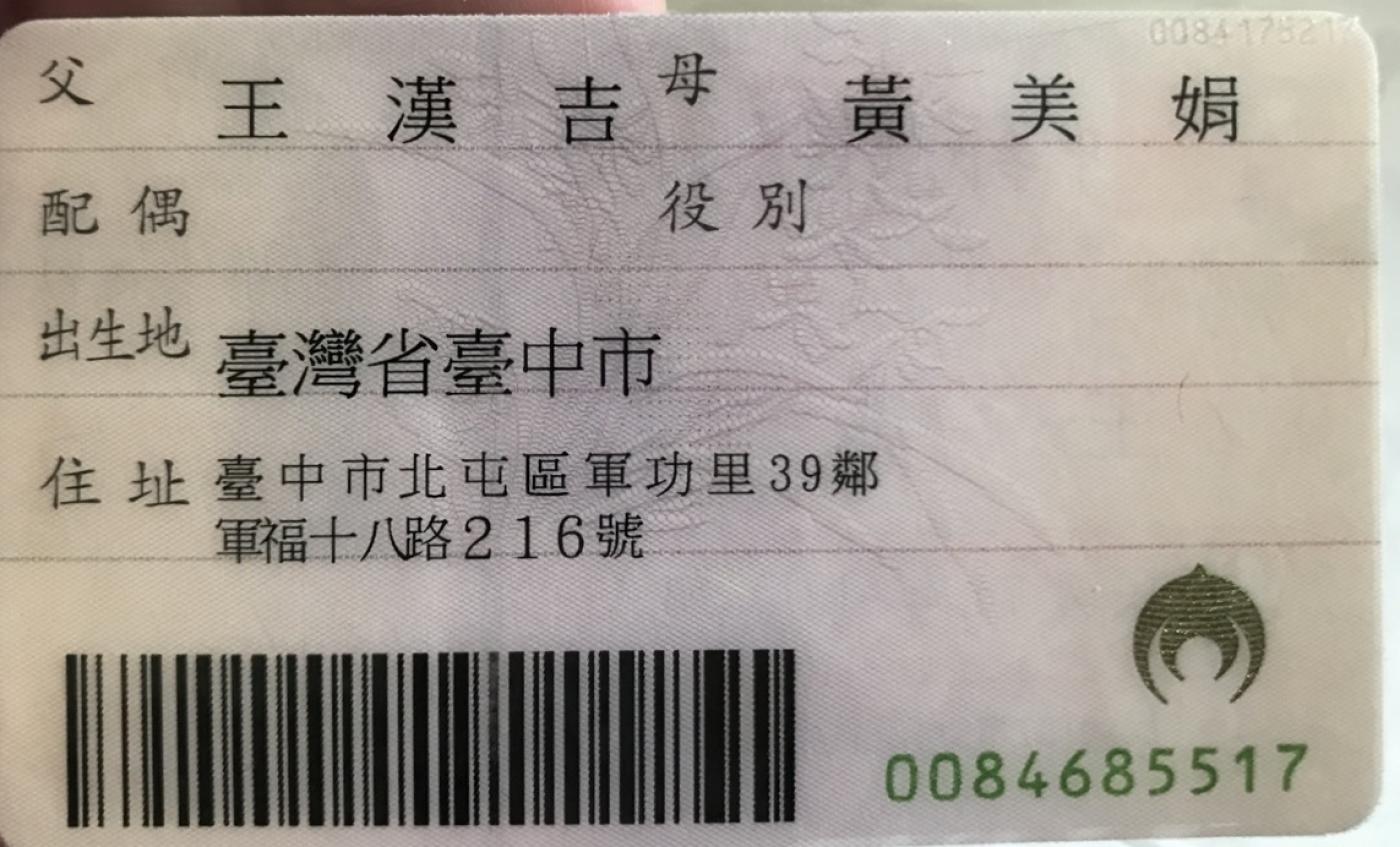 父 王漢吉 母 黃美娟
配偶 役別
出生地 臺灣省臺中市
住址 臺中市北屯區軍功里39鄰
軍福十八路216號
0084685517